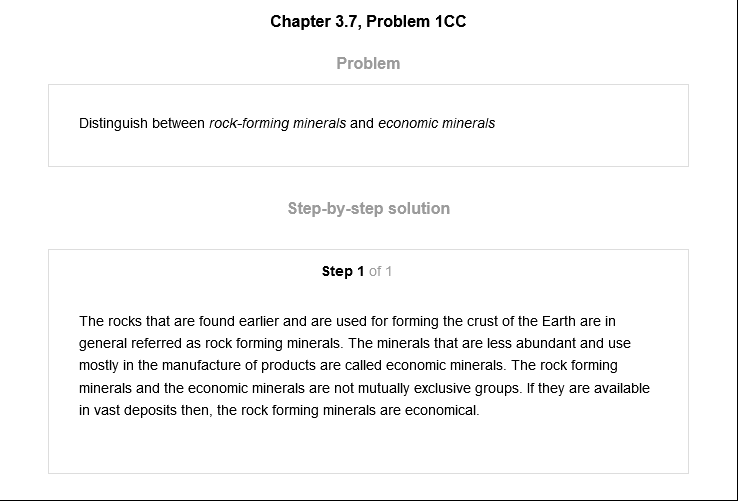 Chapter 3.7, Problem 1CC
Problem
Distinguish between rock-forming minerals and economic minerals
Step-by-step solution
Step 1 of 1
The rocks that are found earlier and are used for forming the crust of the Earth are in
general referred as rock forming minerals. The minerals that are less abundant and use
mostly in the manufacture of products are called economic minerals. The rock forming
minerals and the economic minerals are not mutually exclusive groups. If they are available
in vast deposits then, the rock forming minerals are economical.